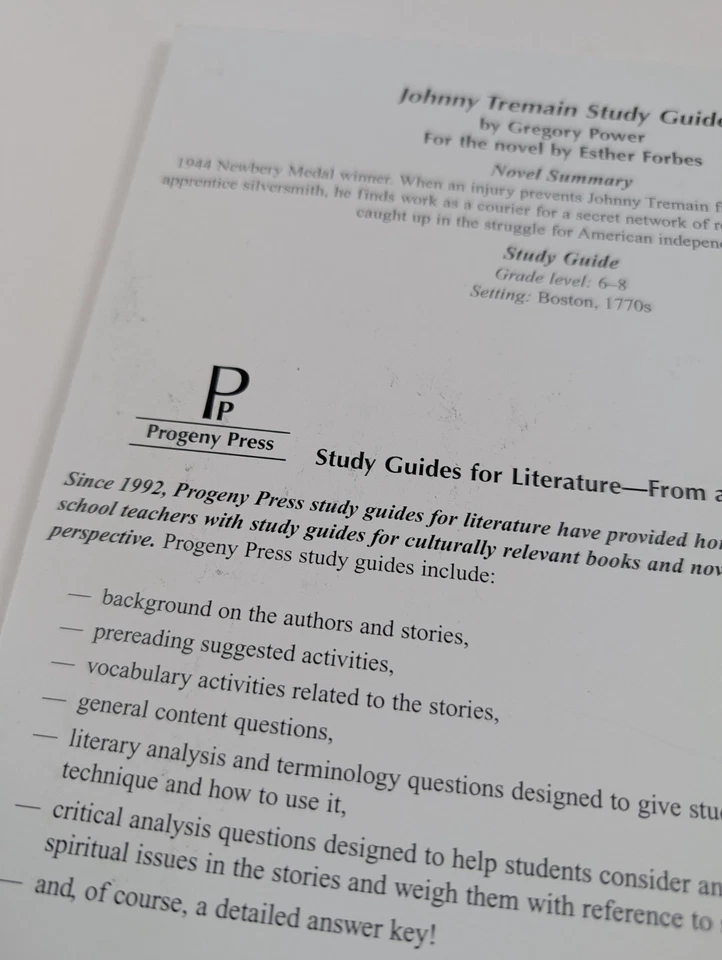 Johnny Tremain Study Guide
by Gregory Power
For the novel by Esther Forbes
Novel Summary
1944 Newbery Medal winner. When an injury prevents Johnny Tremain
apprentice silversmith, he finds work as a courier for a secret network of
caught up in the struggle for American
Study Guide
Grade level: 6–8
Setting: Boston, 1770s
PP
Progeny Press
Study Guides for Literature—From a
Since 1992, Progeny Press study guides for literature have provided
school teachers with study guides for culturally relevant books and
perspective. Progeny Press study guides include:
— background on the authors and stories,
— prereading suggested activities,
— vocabulary activities related to the stories,
— general content questions,
— literary analysis and terminology questions designed to give
technique and how to use it,
— critical analysis questions designed to help students consider
spiritual issues in the stories and weigh them with reference to
— and, of course, a detailed answer key!